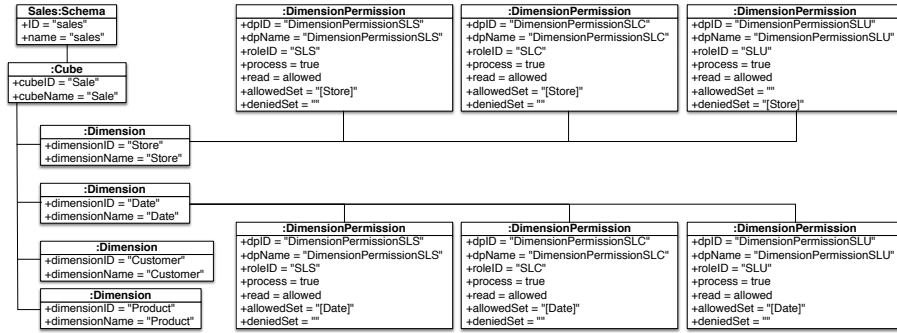 Sales:Schema
+ID = "sales"
+name = "sales"
:Cube
+cubeID = "Sale"
+cubeName = "Sale"
:DimensionPermission
+dpID = "DimensionPermissionSLS"
+dpName = "DimensionPermissionSLS"
+roleID = "SLS"
+process = true
+read = allowed
+allowedSet = "[Store]"
+deniedSet = ""
:DimensionPermission
+dpID = "DimensionPermissionSLC"
+dpName = "DimensionPermissionSLC"
+roleID = "SLC"
+process = true
+read = allowed
+allowedSet = "[Store]"
+deniedSet = ""
:DimensionPermission
+dpID = "DimensionPermissionSLU"
+dpName = "DimensionPermissionSLU"
+roleID = "SLU"
+process = true
+read = allowed
+allowedSet = ""
+deniedSet = "[Store]"
:Dimension
+dimensionID = "Store"
+dimensionName = "Store"
:Dimension
+dimensionID = "Date"
+dimensionName = "Date"
:Dimension
+dimensionID = "Customer"
+dimensionName = "Customer"
:Dimension
+dimensionID = "Product"
+dimensionName = "Product"
:DimensionPermission
+dpID = "DimensionPermissionSLS"
+dpName = "DimensionPermissionSLS"
+roleID = "SLS"
+process = true
+read = allowed
+allowedSet = "[Date]"
+deniedSet = ""
:DimensionPermission
+dpID = "DimensionPermissionSLC"
+dpName = "DimensionPermissionSLC"
+roleID = "SLC"
+process = true
+read = allowed
+allowedSet = "[Date]"
+deniedSet = ""
:DimensionPermission
+dpID = "DimensionPermissionSLU"
+dpName = "DimensionPermissionSLU"
+roleID = "SLU"
+process = true
+read = allowed
+allowedSet = "[Date]"
+deniedSet = ""